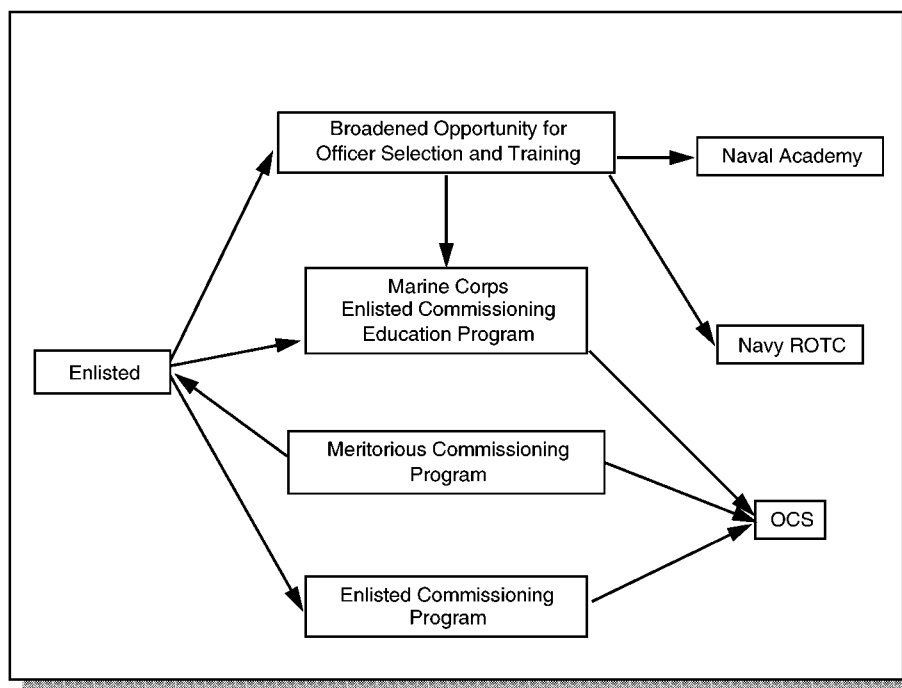 Broadened Opportunity for
Officer Selection and Training
Naval Academy
Marine Corps
Enlisted Commissioning
Education Program
Navy ROTC
Enlisted
Meritorious Commissioning
Program
OCS
Enlisted Commissioning
Program